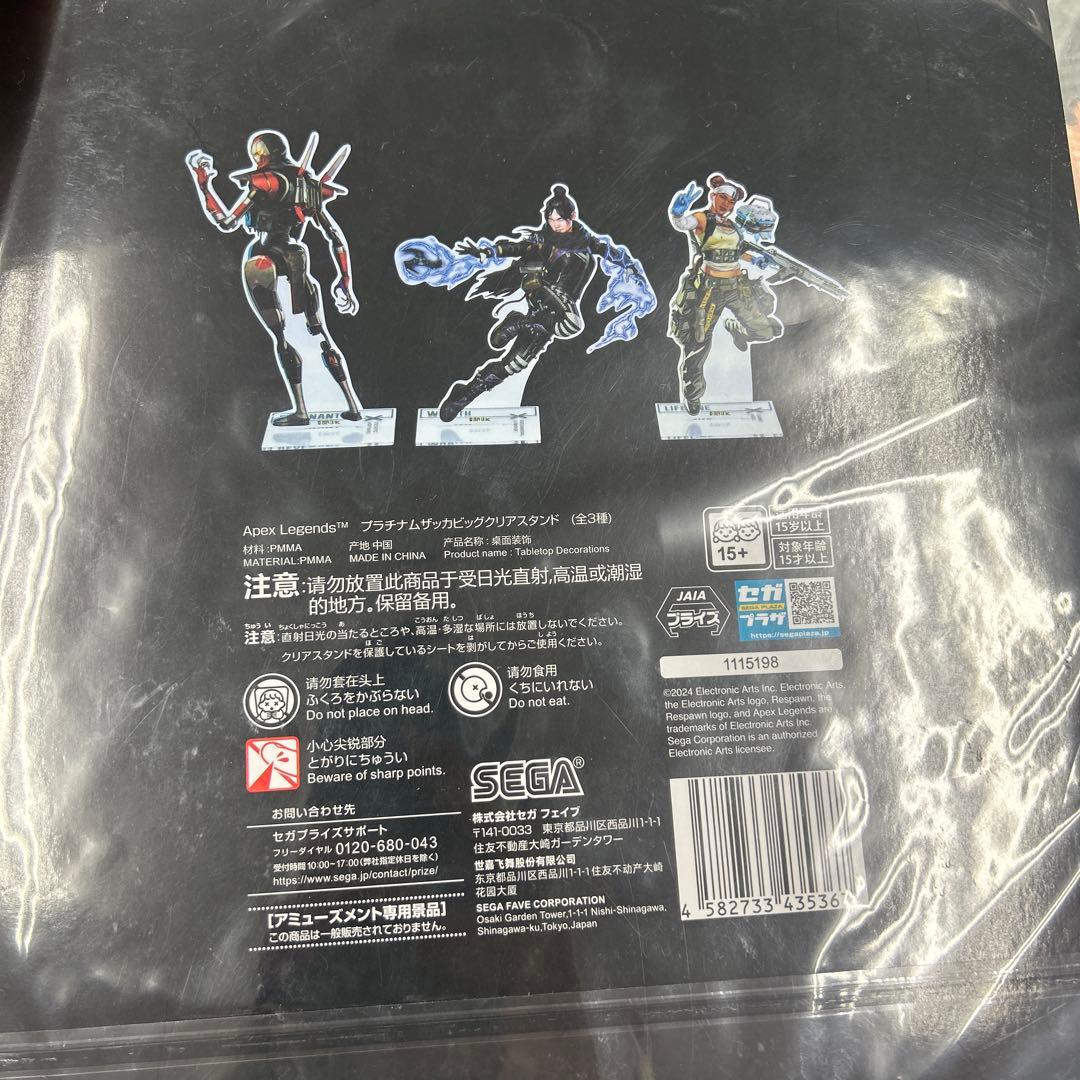 LIFE NE
Apex Legends™ プラチナムザッカビッグクリアスタンド (全3種)
材料:PMMA 产地 中国 产品名称:桌面装饰
MATERIAL:PMMA MADE IN CHINA Product name : Tabletop Decorations
注意:请勿放置此商品于受日光直射,高温或潮湿
的地方。保留备用。
注意:直射日光の当たるところや、高温・多湿な場所には放置しないでください。
クリアスタンドを保護しているシートを剥がしてからご使用ください。
请勿套在头上
ふくろをかぶらない
Do not place on head.
请勿食用
くちにいれない
Do not eat.
小心尖锐部分
とがりにちゅうい
Beware of sharp points.
お問い合わせ先
セガプライズサポート
フリーダイヤル 0120-680-043
受付時間 10:00~17:00(弊社指定休日を除く)
https://www.sega.jp/contact/prize/
[アミューズメント専用景品]
この商品は一般販売されておりません。
SEGA®
株式会社セガ フェイブ
〒141-0033 東京都品川区西品川1-1-1
住友不動産大崎ガーデンタワー
世嘉飞舞股份有限公司
东京都品川区西品川1-1-1住友不动产大崎
花园大厦
SEGA FAVE CORPORATION
Osaki Garden Tower,1-1-1 Nishi-Shinagawa,
Shinagawa-ku,Tokyo,Japan
15+
15岁以上
対象年齢
15才以上
JAIA
プライズ
セガ
SEGA PLAZA
プラザ
https://segaplaza.jp
1115198
©2024 Electronic Arts Inc. Electronic Arts,
the Electronic Arts logo, Respawn, the
Respawn logo, and Apex Legends are
trademarks of Electronic Arts Inc.
Sega Corporation is an authorized
Electronic Arts licensee.
4 582733 435367